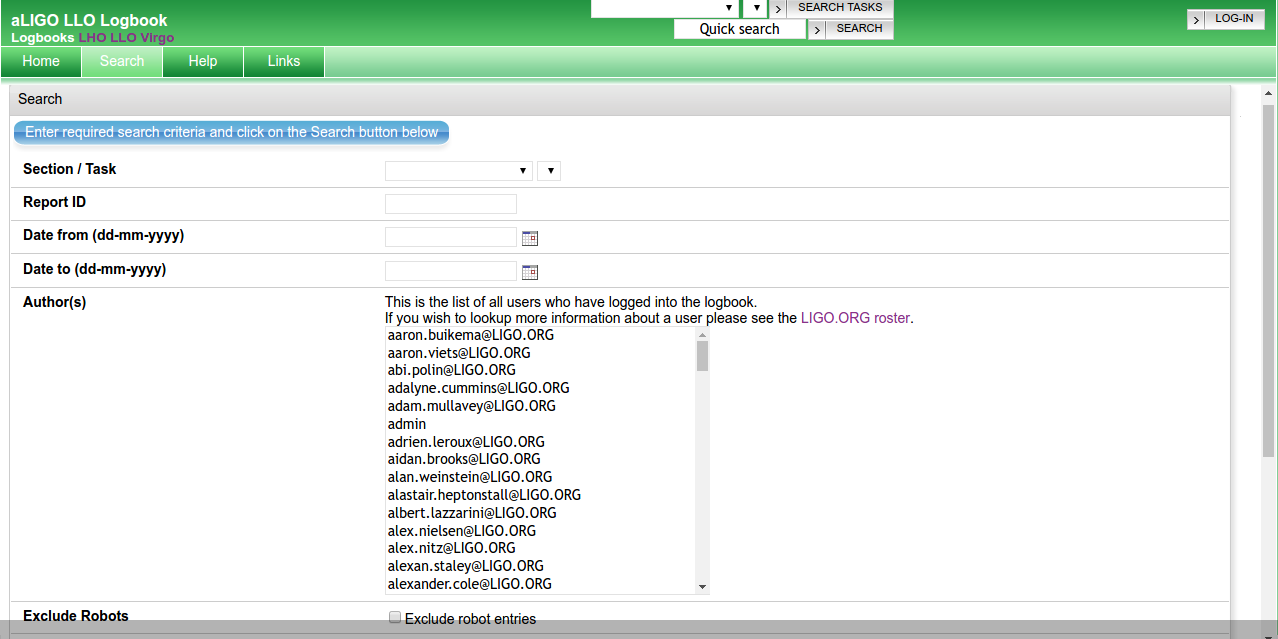 aLIGO LLO Logbook
SEARCH TASKS
LOG-IN
Logbooks LHO LLO Virgo
Quick search
SEARCH
Home
Search
Help
Links
Search
Enter required search criteria and click on the Search button below
Section / Task
Report ID
Date from (dd-mm-yyyy)
Date to (dd-mm-yyyy)
Author(s)
This is the list of all users who have logged into the logbook.
If you wish to lookup more information about a user please see the LIGO.ORG roster.
aaron.buikema@LIGO.ORG
aaron.viets@LIGO.ORG
abi.polin@LIGO.ORG
adalyne.cummins@LIGO.ORG
adam.mullavey@LIGO.ORG
admin
adrien.leroux@LIGO.ORG
aidan.brooks@LIGO.ORG
alan.weinstein@LIGO.ORG
alastair.heptonstall@LIGO.ORG
albert.lazzarini@LIGO.ORG
alex.nielsen@LIGO.ORG
alex.nitz@LIGO.ORG
alexan.staley@LIGO.ORG
alexander.cole@LIGO.ORG
Exclude Robots
Exclude robot entries